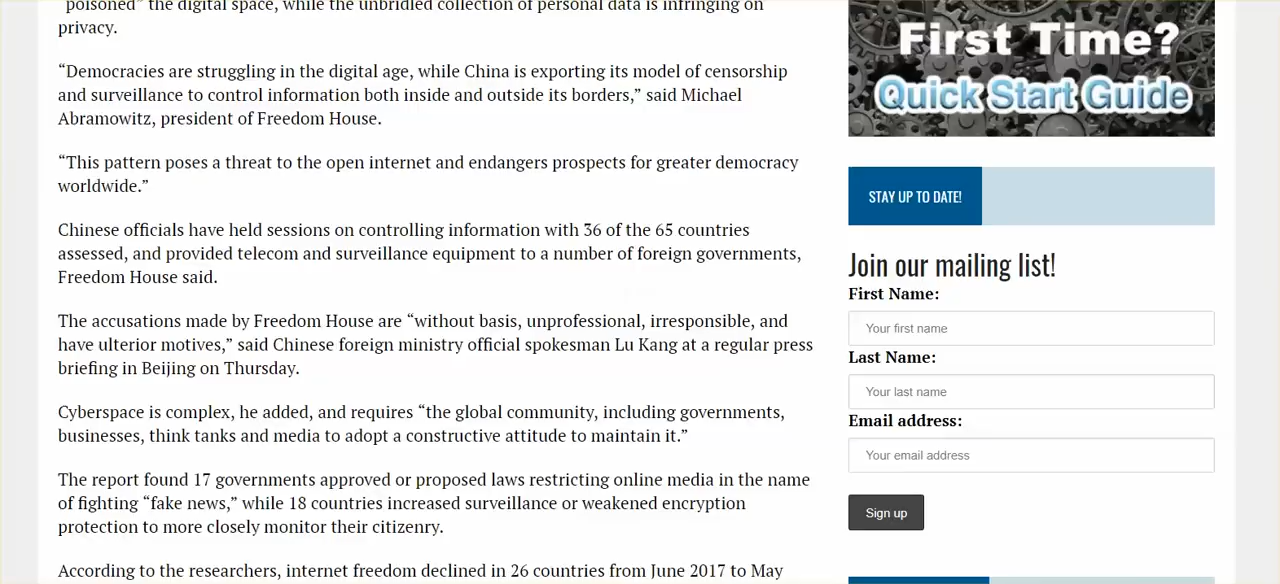 “poisoned” the digital space, while the unbridled collection of personal data is infringing on
privacy.
“Democracies are struggling in the digital age, while China is exporting its model of censorship
and surveillance to control information both inside and outside its borders,” said Michael
Abramowitz, president of Freedom House.
“This pattern poses a threat to the open internet and endangers prospects for greater democracy
worldwide.”
Chinese officials have held sessions on controlling information with 36 of the 65 countries
assessed, and provided telecom and surveillance equipment to a number of foreign governments,
Freedom House said.
The accusations made by Freedom House are “without basis, unprofessional, irresponsible, and
have ulterior motives,” said Chinese foreign ministry official spokesman Lu Kang at a regular press
briefing in Beijing on Thursday.
Cyberspace is complex, he added, and requires “the global community, including governments,
businesses, think tanks and media to adopt a constructive attitude to maintain it.”
The report found 17 governments approved or proposed laws restricting online media in the name
of fighting “fake news,” while 18 countries increased surveillance or weakened encryption
protection to more closely monitor their citizenry.
According to the researchers, internet freedom declined in 26 countries from June 2017 to May
First Time?
Quick Start Guide
STAY UP TO DATE!
Join our mailing list!
First Name:
Your first name
Last Name:
Your last name
Email address:
Your email address
Sign up